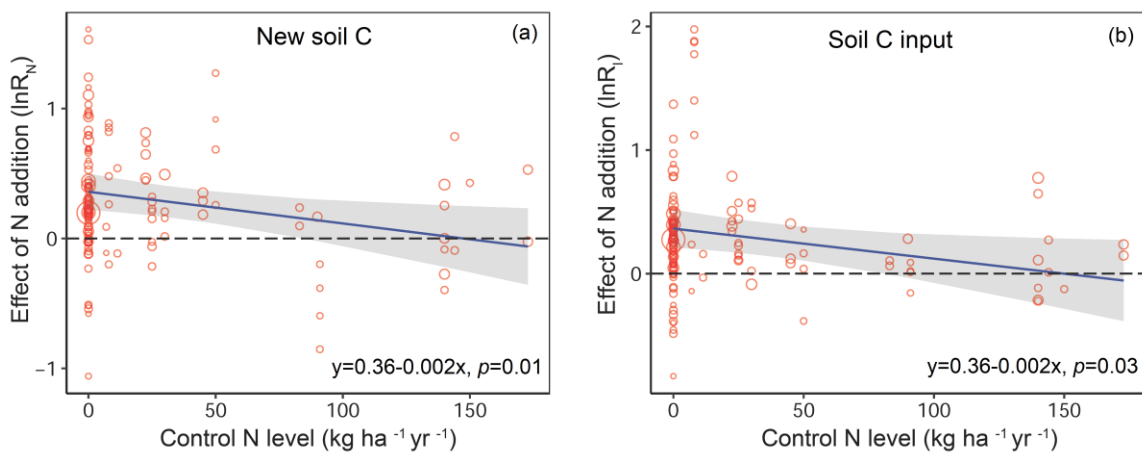 New soil C
(a)
Effect of N addition (lnR_N)
1
0
−1
y=0.36-0.002x, p=0.01
0 50 100 150
Control N level (kg ha ⁻¹ yr ⁻¹)
Soil C input
(b)
Effect of N addition (lnR_I)
2
1
0
y=0.36-0.002x, p=0.03
0 50 100 150
Control N level (kg ha ⁻¹ yr ⁻¹)